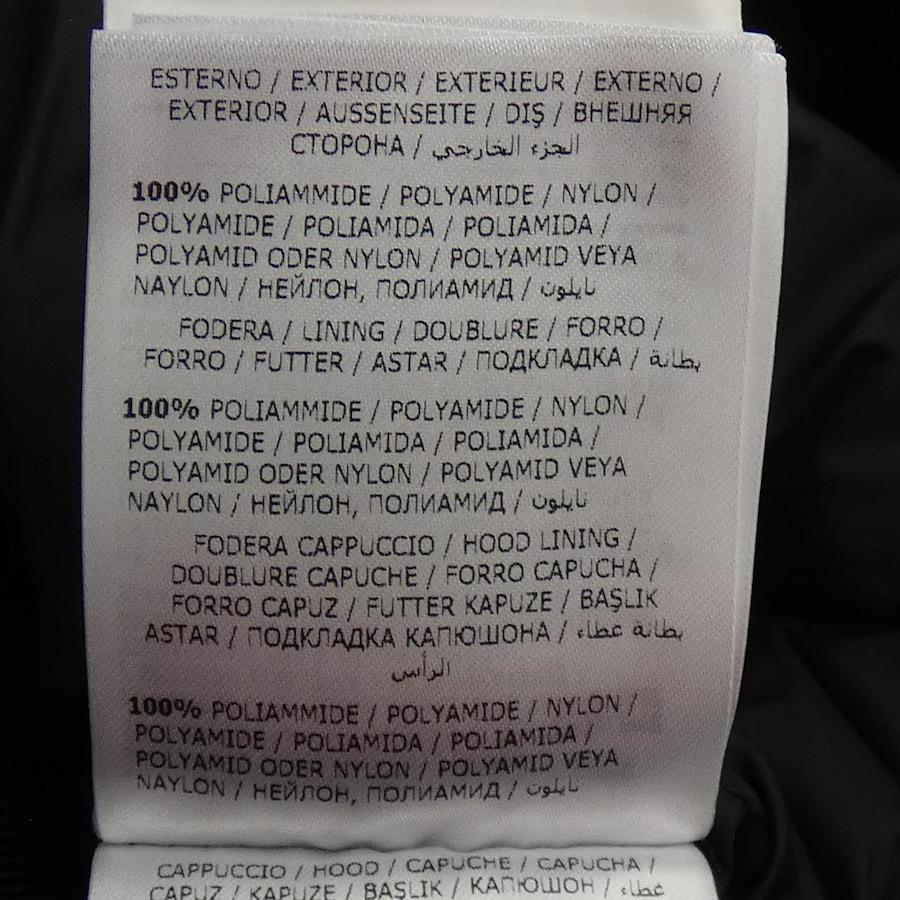 ESTERNO / EXTERIOR / EXTERIEUR / EXTERNO /
EXTERIOR / AUSSENSEITE / DIŞ / ВНЕШНЯЯ
СТОРОНА / الجزء الخارجي
100% POLIAMMIDE / POLYAMIDE / NYLON /
POLYAMIDE / POLIAMIDA / POLIAMIDA /
POLYAMID ODER NYLON / POLYAMID VEYA
NAYLON / НЕЙЛОН, ПОЛИАМИД / نايلون
FODERA / LINING / DOUBLURE / FORRO /
FORRO / FUTTER / ASTAR / ПОДКЛАДКА / بطانة
100% POLIAMMIDE / POLYAMIDE / NYLON /
POLYAMIDE / POLIAMIDA / POLIAMIDA /
POLYAMID ODER NYLON / POLYAMID VEYA
NAYLON / НЕЙЛОН, ПОЛИАМИД / نايلون
FODERA CAPPUCCIO / HOOD LINING /
DOUBLURE CAPUCHE / FORRO CAPUCHA /
FORRO CAPUZ / FUTTER KAPUZE / BAŞLIK
ASTAR / ПОДКЛАДКА КАПЮШОНА / بطانة غطاء
الرأس
100% POLIAMMIDE / POLYAMIDE / NYLON /
POLYAMIDE / POLIAMIDA / POLIAMIDA /
POLYAMID ODER NYLON / POLYAMID VEYA
NAYLON / НЕЙЛОН, ПОЛИАМИД / نايلون
CAPPUCCIO / HOOD / CAPUCHE / CAPUCHA /
CAPUZ / KAPUZE / BAŞLIK / КАПЮШОН / غطاء